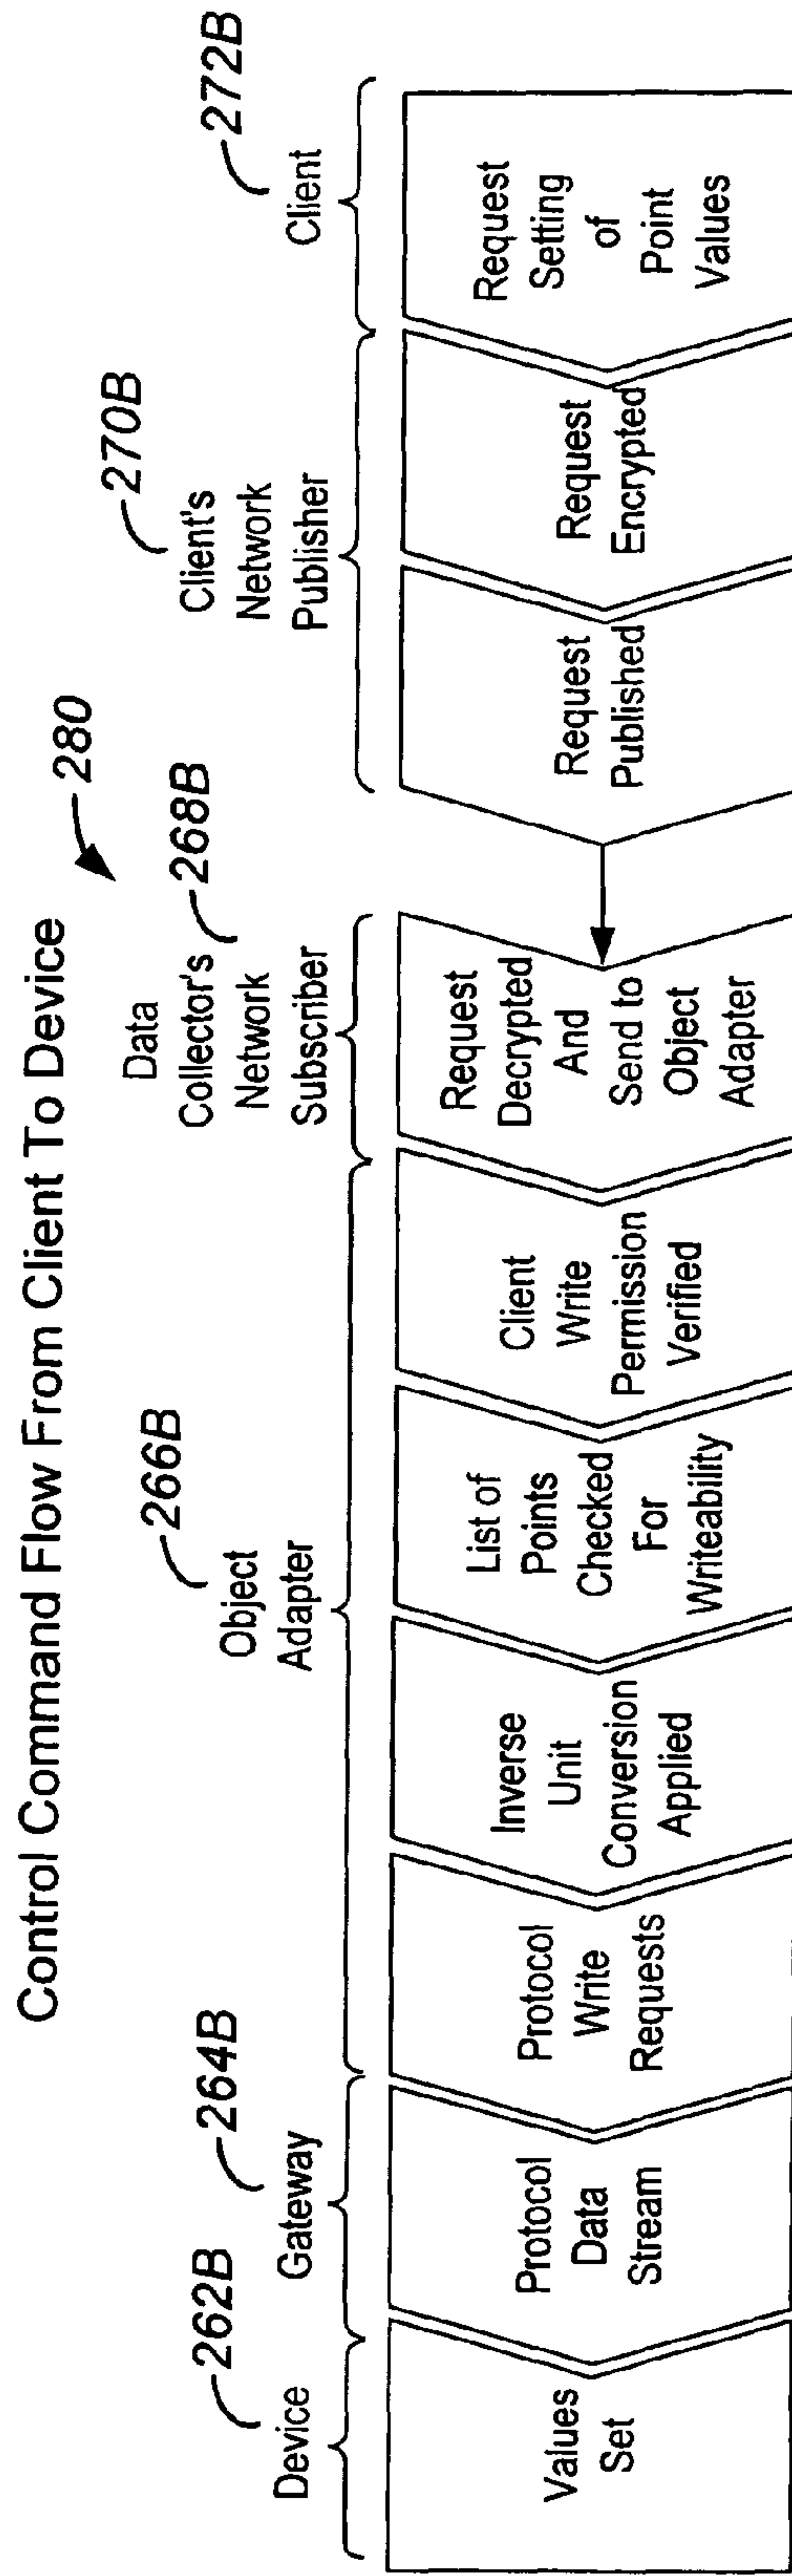 Control Command Flow From Client To Device
280
262B
Device
264B
Gateway
266B
Object
Adapter
Data
Collector's
Network
Subscriber
268B
270B
Client's
Network
Publisher
272B
Client
Values
Set
Protocol
Data
Stream
Protocol
Write
Requests
Inverse
Unit
Conversion
Applied
List of
Points
Checked
For
Writeability
Client
Write
Permission
Verified
Request
Decrypted
And
Send to
Object
Adapter
Request
Published
Request
Encrypted
Request
Setting
of
Point
Values